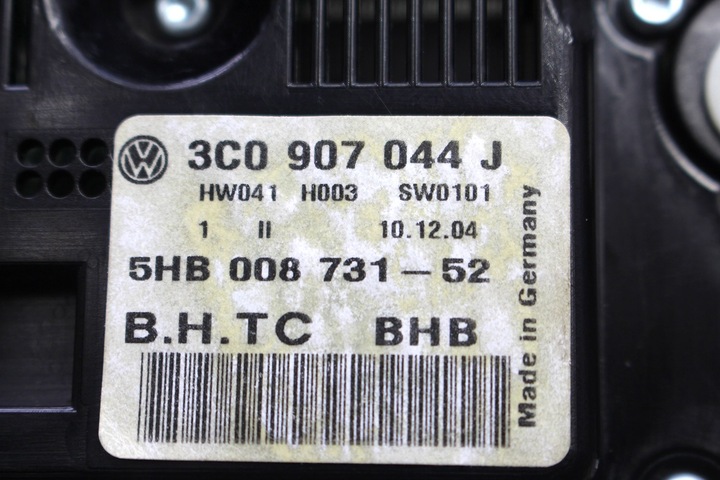 3C0 907 044 J
HW041 H003 SW0101
1 II 10.12.04
5HB 008 731 — 52
B.H.TC BHB
Made in Germany